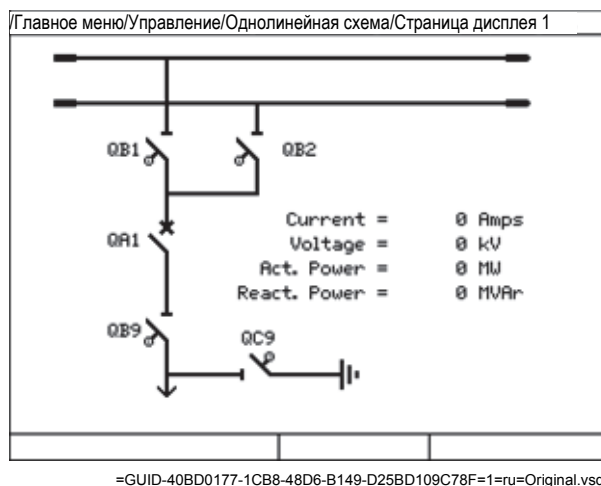 /Главное меню/Управление/Однолинейная схема/Страница дисплея 1
QB1
QB2
Current = 0 Amps
QA1
Voltage = 0 kV
Act. Power = 0 MW
React. Power = 0 MVAr
QB9
QC9
=GUID-40BD0177-1CB8-48D6-B149-D25BD109C78F=1=ru=Original.vsd